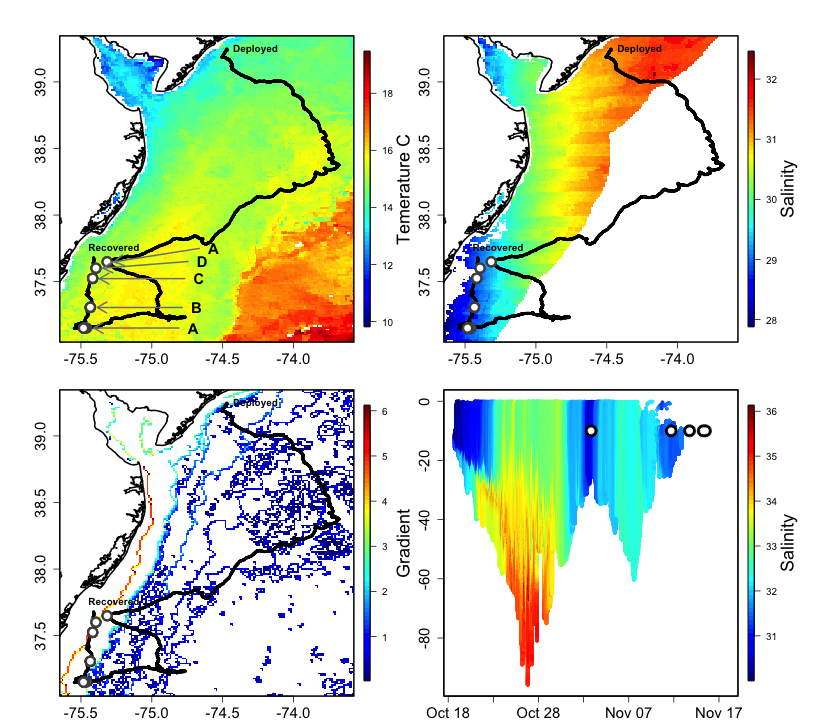 Deployed
Recovered
A
D
C
B
A
39.0
38.5
38.0
37.5
-75.5 -75.0 -74.5 -74.0
18
16
14
12
10
Temerature C
Deployed
Recovered
39.0
38.5
38.0
37.5
-75.5 -75.0 -74.5 -74.0
32
31
30
29
28
Salinity
Deployed
Recovered
39.0
38.5
38.0
37.5
-75.5 -75.0 -74.5 -74.0
6
5
4
3
2
1
Gradient
0
-20
-40
-60
-80
Oct 18 Oct 28 Nov 07 Nov 17
36
35
34
33
32
31
Salinity